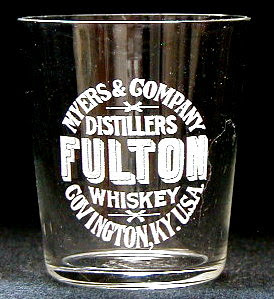 MYERS & COMPANY
DISTILLERS
FULTON
WHISKEY
COVINGTON, KY. U.S.A.